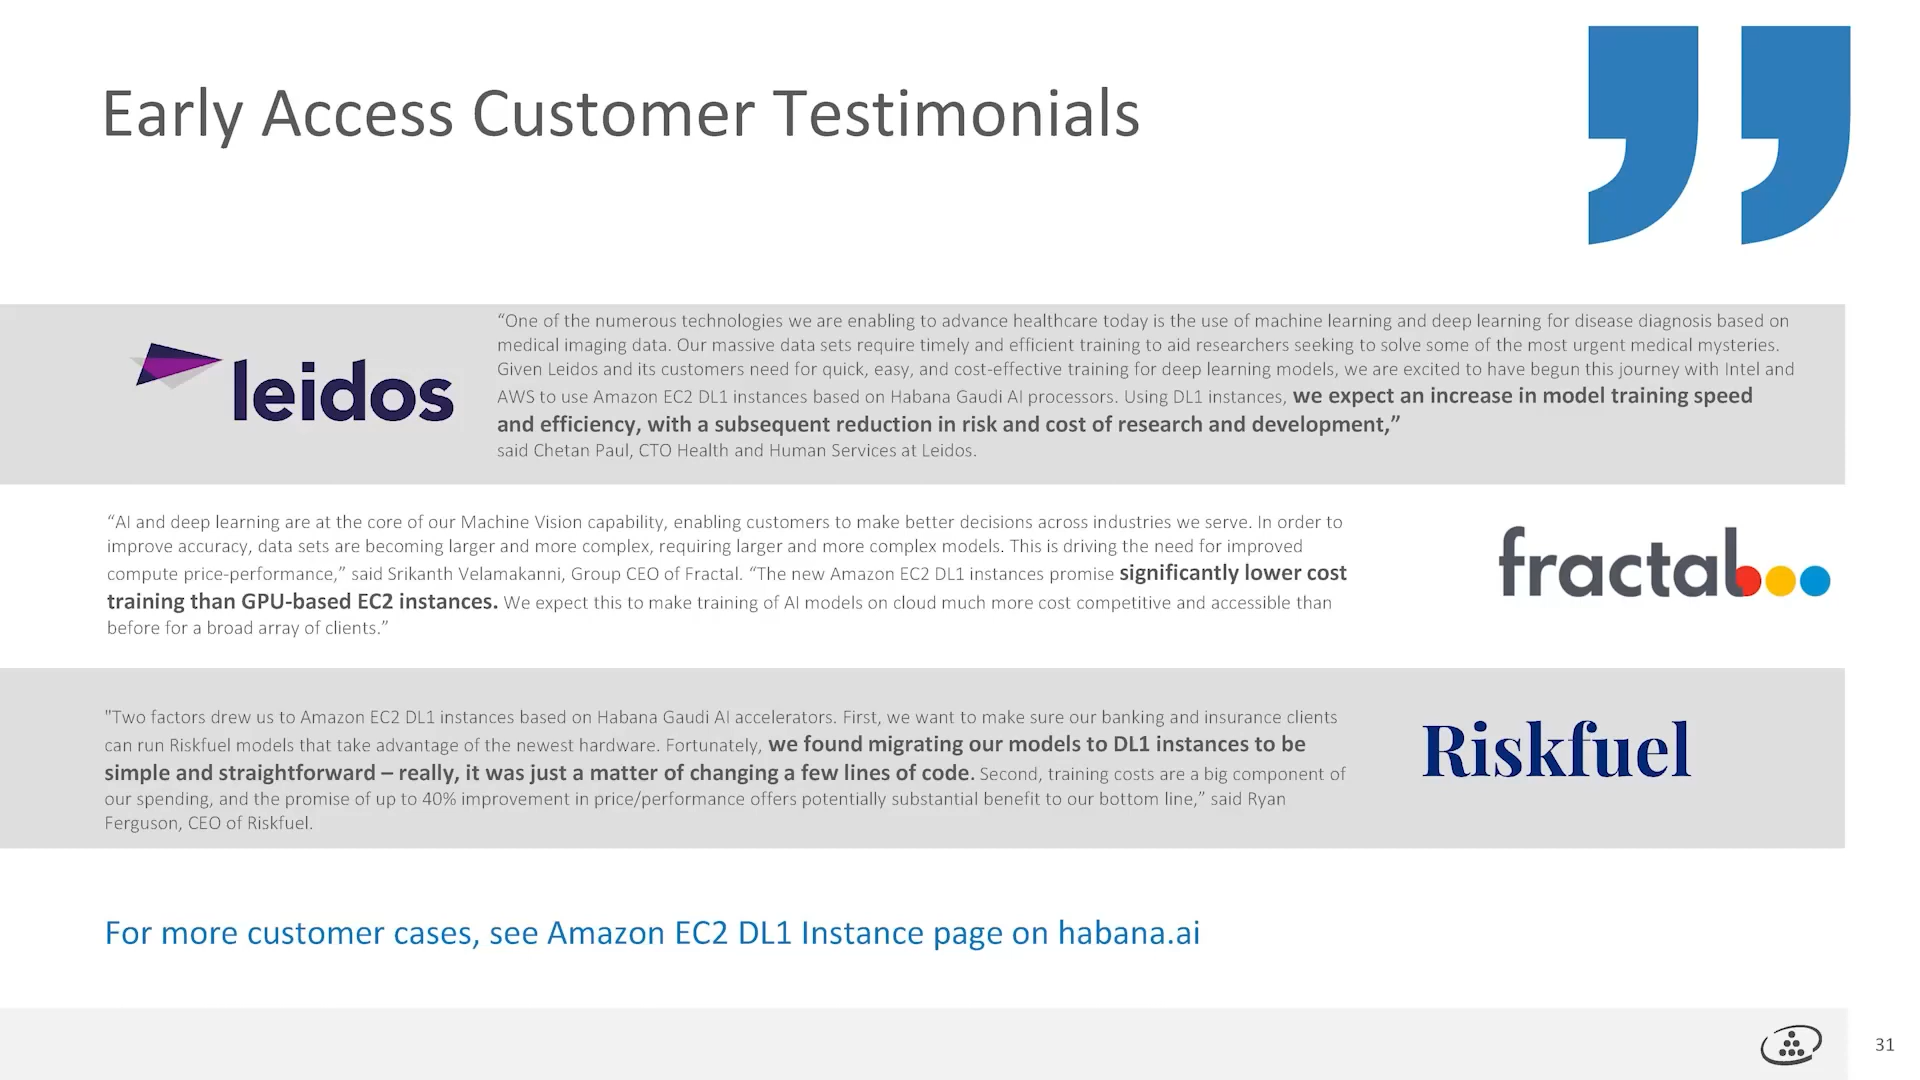 Early Access Customer Testimonials
leidos
“One of the numerous technologies we are enabling to advance healthcare today is the use of machine learning and deep learning for disease diagnosis based on
medical imaging data. Our massive data sets require timely and efficient training to aid researchers seeking to solve some of the most urgent medical mysteries.
Given Leidos and its customers need for quick, easy, and cost-effective training for deep learning models, we are excited to have begun this journey with Intel and
AWS to use Amazon EC2 DL1 instances based on Habana Gaudi AI processors. Using DL1 instances, we expect an increase in model training speed
and efficiency, with a subsequent reduction in risk and cost of research and development,”
said Chetan Paul, CTO Health and Human Services at Leidos.
“AI and deep learning are at the core of our Machine Vision capability, enabling customers to make better decisions across industries we serve. In order to
improve accuracy, data sets are becoming larger and more complex, requiring larger and more complex models. This is driving the need for improved
compute price-performance,” said Srikanth Velamakanni, Group CEO of Fractal. “The new Amazon EC2 DL1 instances promise significantly lower cost
training than GPU-based EC2 instances. We expect this to make training of AI models on cloud much more cost competitive and accessible than
before for a broad array of clients.”
fractal
"Two factors drew us to Amazon EC2 DL1 instances based on Habana Gaudi AI accelerators. First, we want to make sure our banking and insurance clients
can run Riskfuel models that take advantage of the newest hardware. Fortunately, we found migrating our models to DL1 instances to be
simple and straightforward – really, it was just a matter of changing a few lines of code. Second, training costs are a big component of
our spending, and the promise of up to 40% improvement in price/performance offers potentially substantial benefit to our bottom line,” said Ryan
Ferguson, CEO of Riskfuel.
Riskfuel
For more customer cases, see Amazon EC2 DL1 Instance page on habana.ai
31